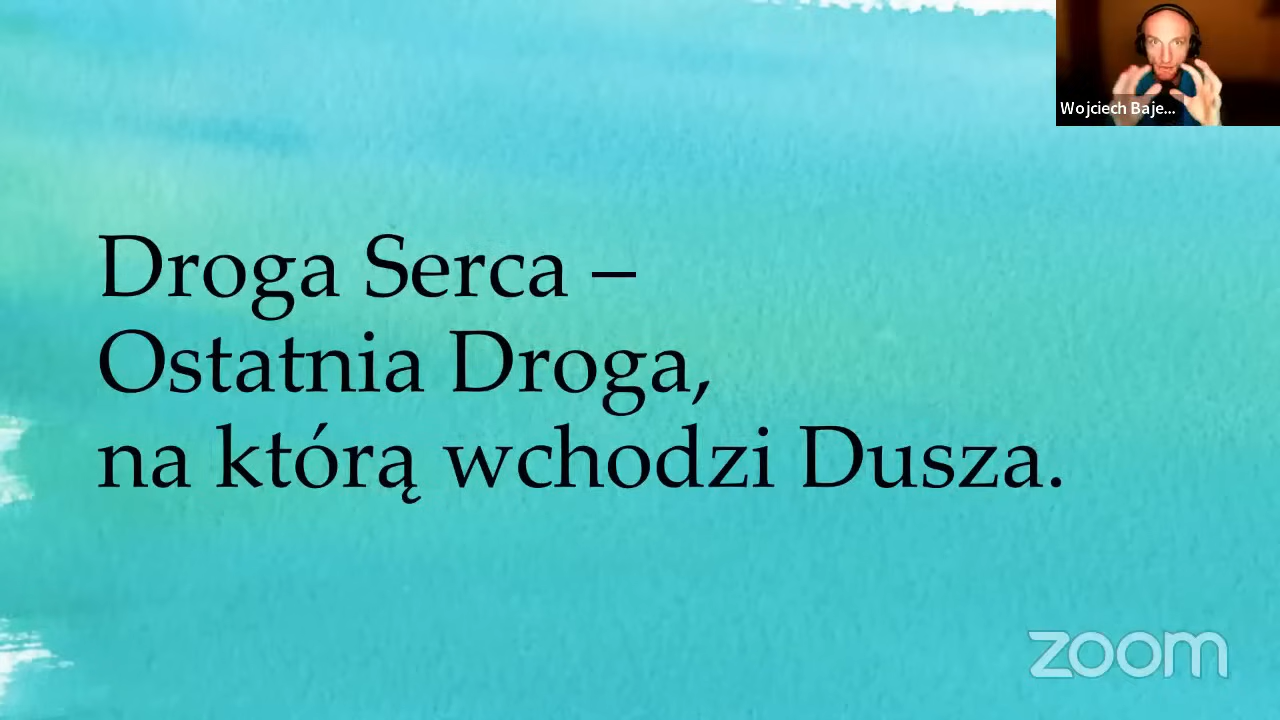 Wojciech Baje...
Droga Serca –
Ostatnia Droga,
na którą wchodzi Dusza.
zoom